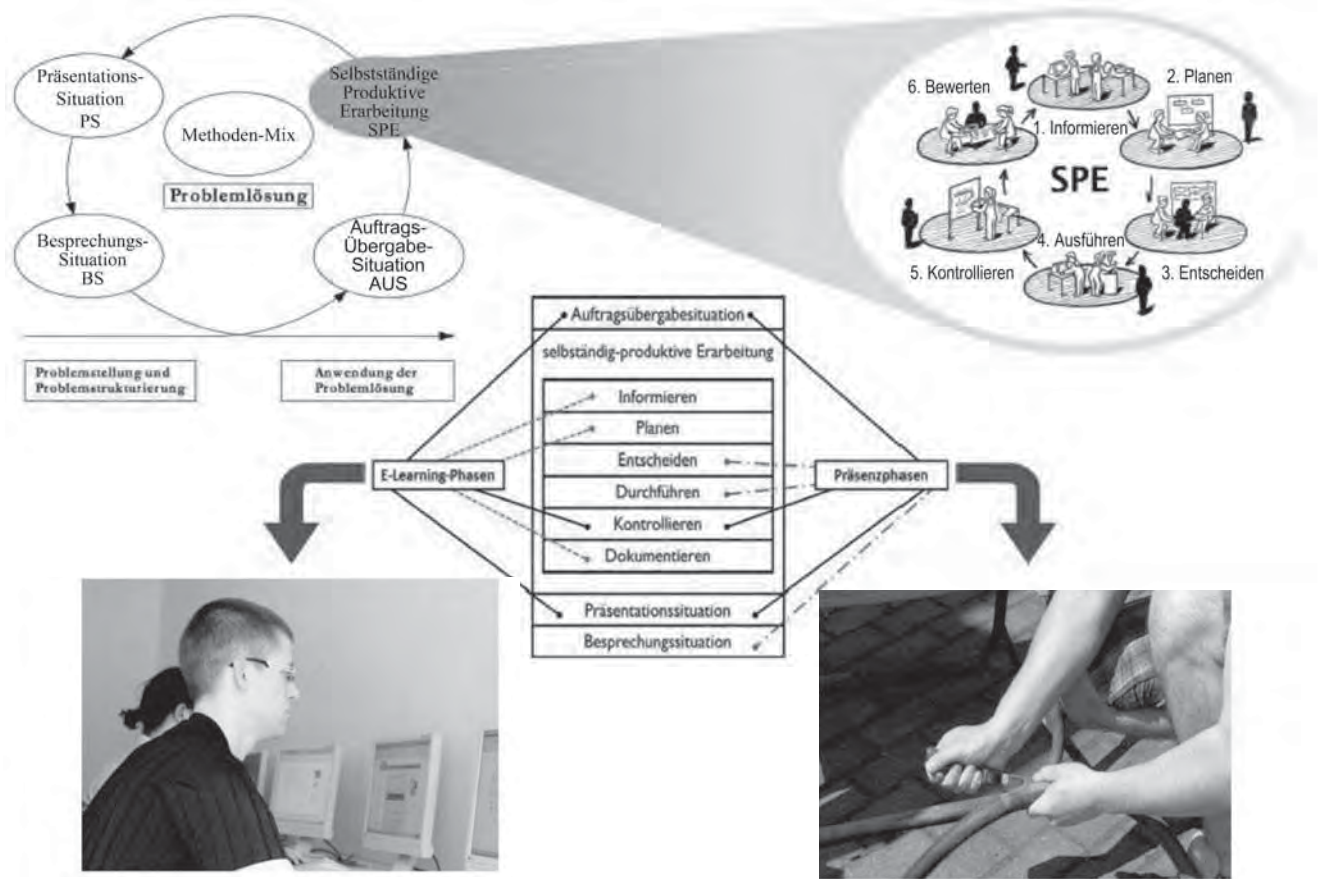 Präsentations-
Situation
PS
Selbstständige
Produktive
Erarbeitung
SPE
Methoden-Mix
Problemlösung
Besprechungs-
Situation
BS
Auftrags-
Übergabe-
Situation
AUS
Problemstellung und
Problemstrukturierung
Anwendung der
Problemlösung
6. Bewerten
2. Planen
1. Informieren
SPE
4. Ausführen
5. Kontrollieren
3. Entscheiden
Auftragsübergabesituation
selbständig-produktive Erarbeitung
Informieren
Planen
Entscheiden
Durchführen
Kontrollieren
Dokumentieren
Präsentationssituation
Besprechungssituation
E-Learning-Phasen
Präsenzphasen